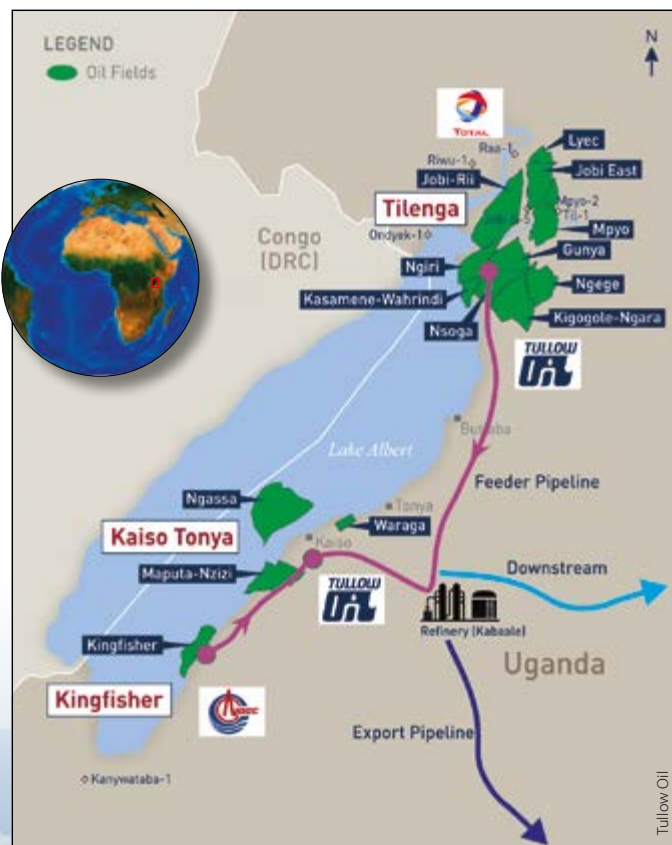 LEGEND
Oil Fields
N
TOTAL
Lyec
Raa-1
Riwu-1
Jobi East
Jobi-Rii
Mpyo-2
Til-1
Tilenga
Mpyo
Ondyek-1
Congo
(DRC)
Gunya
Ngiri
Ngege
Kasamene-Wahrindi
Kigogole-Ngara
Nsoga
TULLOW
OIL
Lake Albert
Feeder Pipeline
Ngassa
Tonya
Waraga
Kaiso Tonya
Kaiso
Downstream
Maputa-Nzizi
TULLOW
OIL
Refinery (Kabaale)
Kingfisher
Uganda
Kingfisher
Export Pipeline
Kanywataba-1
Tullow Oil